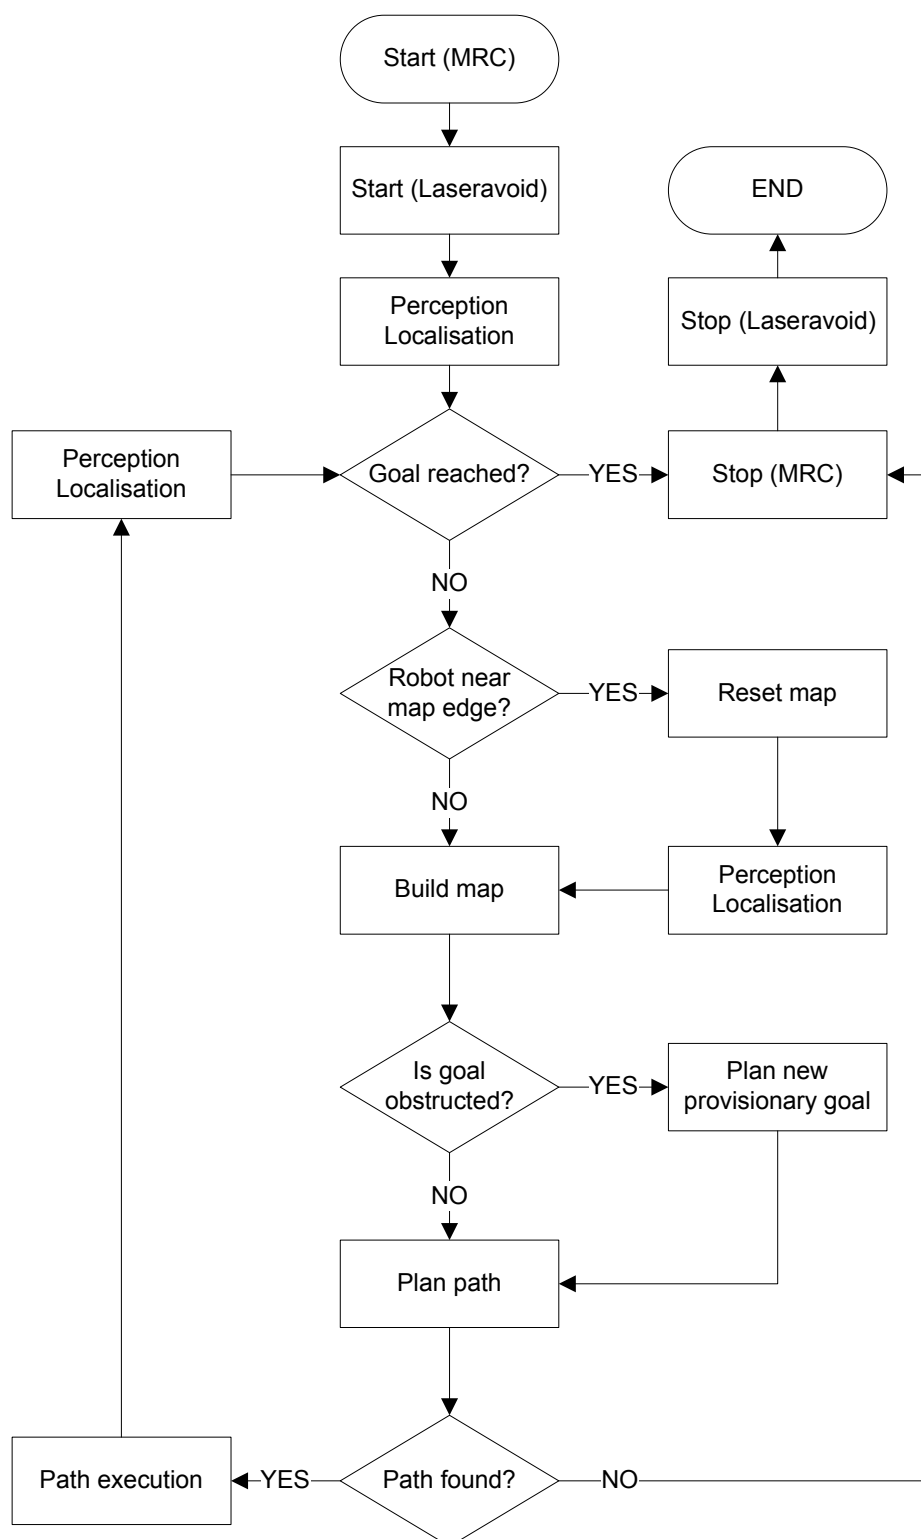 Start (MRC)
Start (Laseravoid)
END
Perception
Localisation
Stop (Laseravoid)
Perception
Localisation
Goal reached?
YES
Stop (MRC)
NO
Robot near
map edge?
YES
Reset map
NO
Build map
Perception
Localisation
Is goal
obstructed?
YES
Plan new
provisionary goal
NO
Plan path
Path execution
YES
Path found?
NO